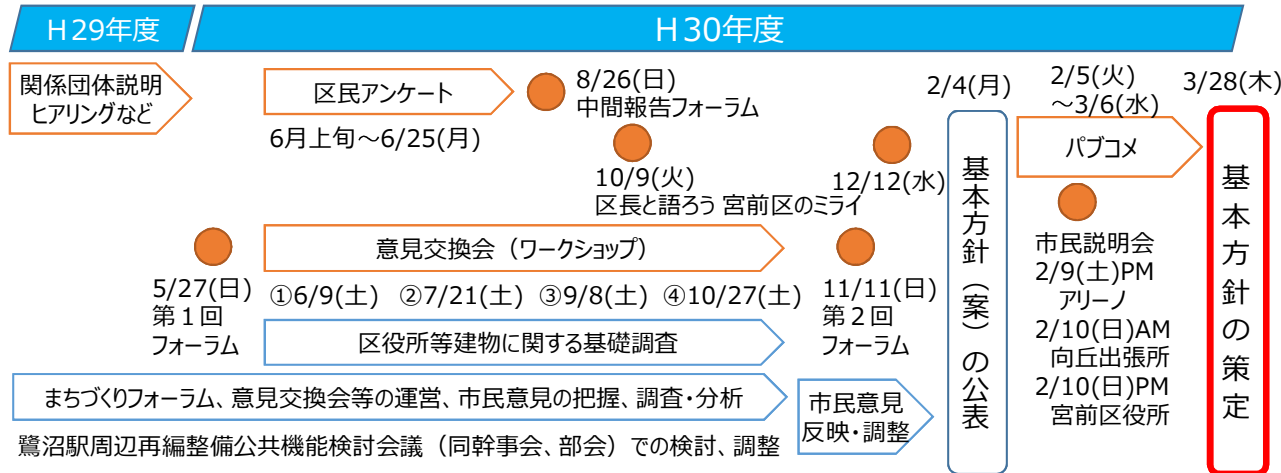 H29年度
H30年度
関係団体説明
ヒアリングなど
区民アンケート
6月上旬～6/25(月)
8/26(日)
中間報告フォーラム
10/9(火)
区長と語ろう 宮前区のミライ
12/12(水)
2/4(月)
基本方針（案）の公表
2/5(火)
～3/6(水)
パブコメ
3/28(木)
基本方針の策定
5/27(日)
第1回
フォーラム
意見交換会（ワークショップ）
①6/9(土) ②7/21(土) ③9/8(土) ④10/27(土)
11/11(日)
第2回
フォーラム
市民説明会
2/9(土)PM
アリーノ
2/10(日)AM
向丘出張所
2/10(日)PM
宮前区役所
区役所等建物に関する基礎調査
まちづくりフォーラム、意見交換会等の運営、市民意見の把握、調査・分析
市民意見
反映・調整
鷺沼駅周辺再編整備公共機能検討会議（同幹事会、部会）での検討、調整